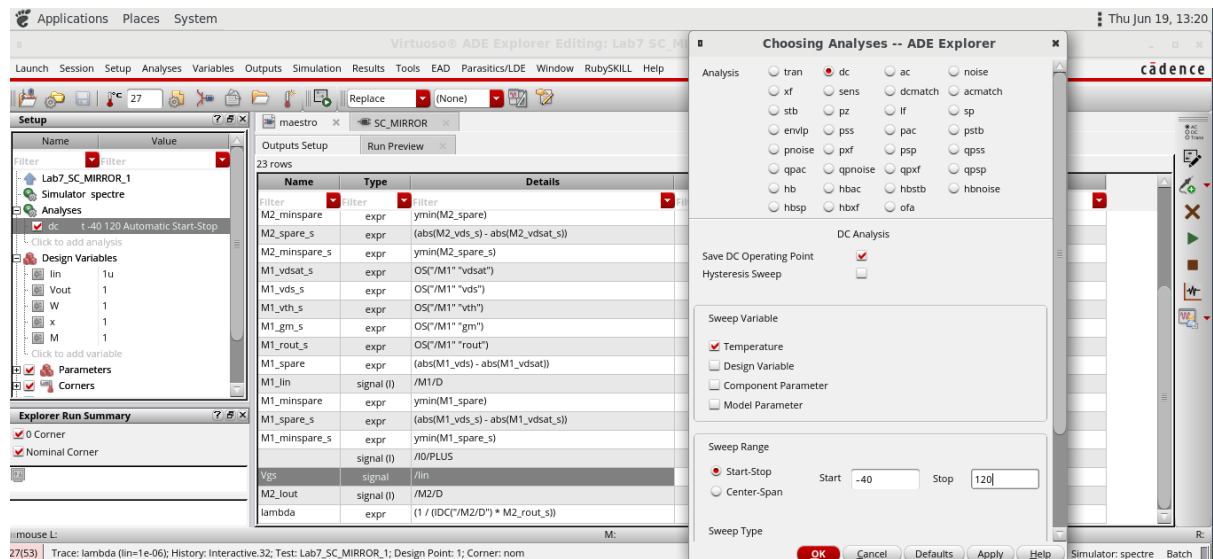 Applications Places System Thu Jun 19, 13:20
Virtuoso® ADE Explorer Editing: Lab7 SC_M
Choosing Analyses -- ADE Explorer
Launch Session Setup Analyses Variables Outputs Simulation Results Tools EAD Parasitics/LDE Window RubySKILL Help
cādence
27 Replace (None)
Setup
Name Value
Filter Filter
Lab7_SC_MIRROR_1
Simulator spectre
Analyses
dc t -40 120 Automatic Start-Stop
Click to add analysis
Design Variables
Iin 1u
Vout 1
W 1
x 1
M 1
Click to add variable
Parameters
Corners
Explorer Run Summary
0 Corner
Nominal Corner
maestro SC_MIRROR
Outputs Setup Run Preview
23 rows
Name Type Details
Filter Filter Filter
M2_minspare expr ymin(M2_spare)
M2_spare_s expr (abs(M2_vds_s) - abs(M2_vdsat_s))
M2_minspare_s expr ymin(M2_spare_s)
M1_vdsat_s expr OS("/M1" "vdsat")
M1_vds_s expr OS("/M1" "vds")
M1_vth_s expr OS("/M1" "vth")
M1_gm_s expr OS("/M1" "gm")
M1_rout_s expr OS("/M1" "rout")
M1_spare expr (abs(M1_vds) - abs(M1_vdsat))
M1_Iin signal (I) /M1/D
M1_minspare expr ymin(M1_spare)
M1_spare_s expr (abs(M1_vds_s) - abs(M1_vdsat_s))
M1_minspare_s expr ymin(M1_spare_s)
signal (I) /I0/PLUS
Vgs signal /Iin
M2_Iout signal (I) /M2/D
lambda expr (1 / (IDC("/M2/D") * M2_rout_s))
Analysis tran dc ac noise
xf sens dcmatch acmatch
stb pz lf sp
envlp pss pac pstb
pnoise pxf psp qpss
qpac qpnoise qpxf qpsp
hb hbac hbstb hbnoise
hbsp hbxf ofa
DC Analysis
Save DC Operating Point
Hysteresis Sweep
Sweep Variable
Temperature
Design Variable
Component Parameter
Model Parameter
Sweep Range
Start-Stop Start -40 Stop 120
Center-Span
Sweep Type
OK Cancel Defaults Apply Help
AC
DC
Trans
mouse L: M: R:
27(53) Trace: lambda (Iin=1e-06); History: Interactive.32; Test: Lab7_SC_MIRROR_1; Design Point: 1; Corner: nom Simulator: spectre Batch